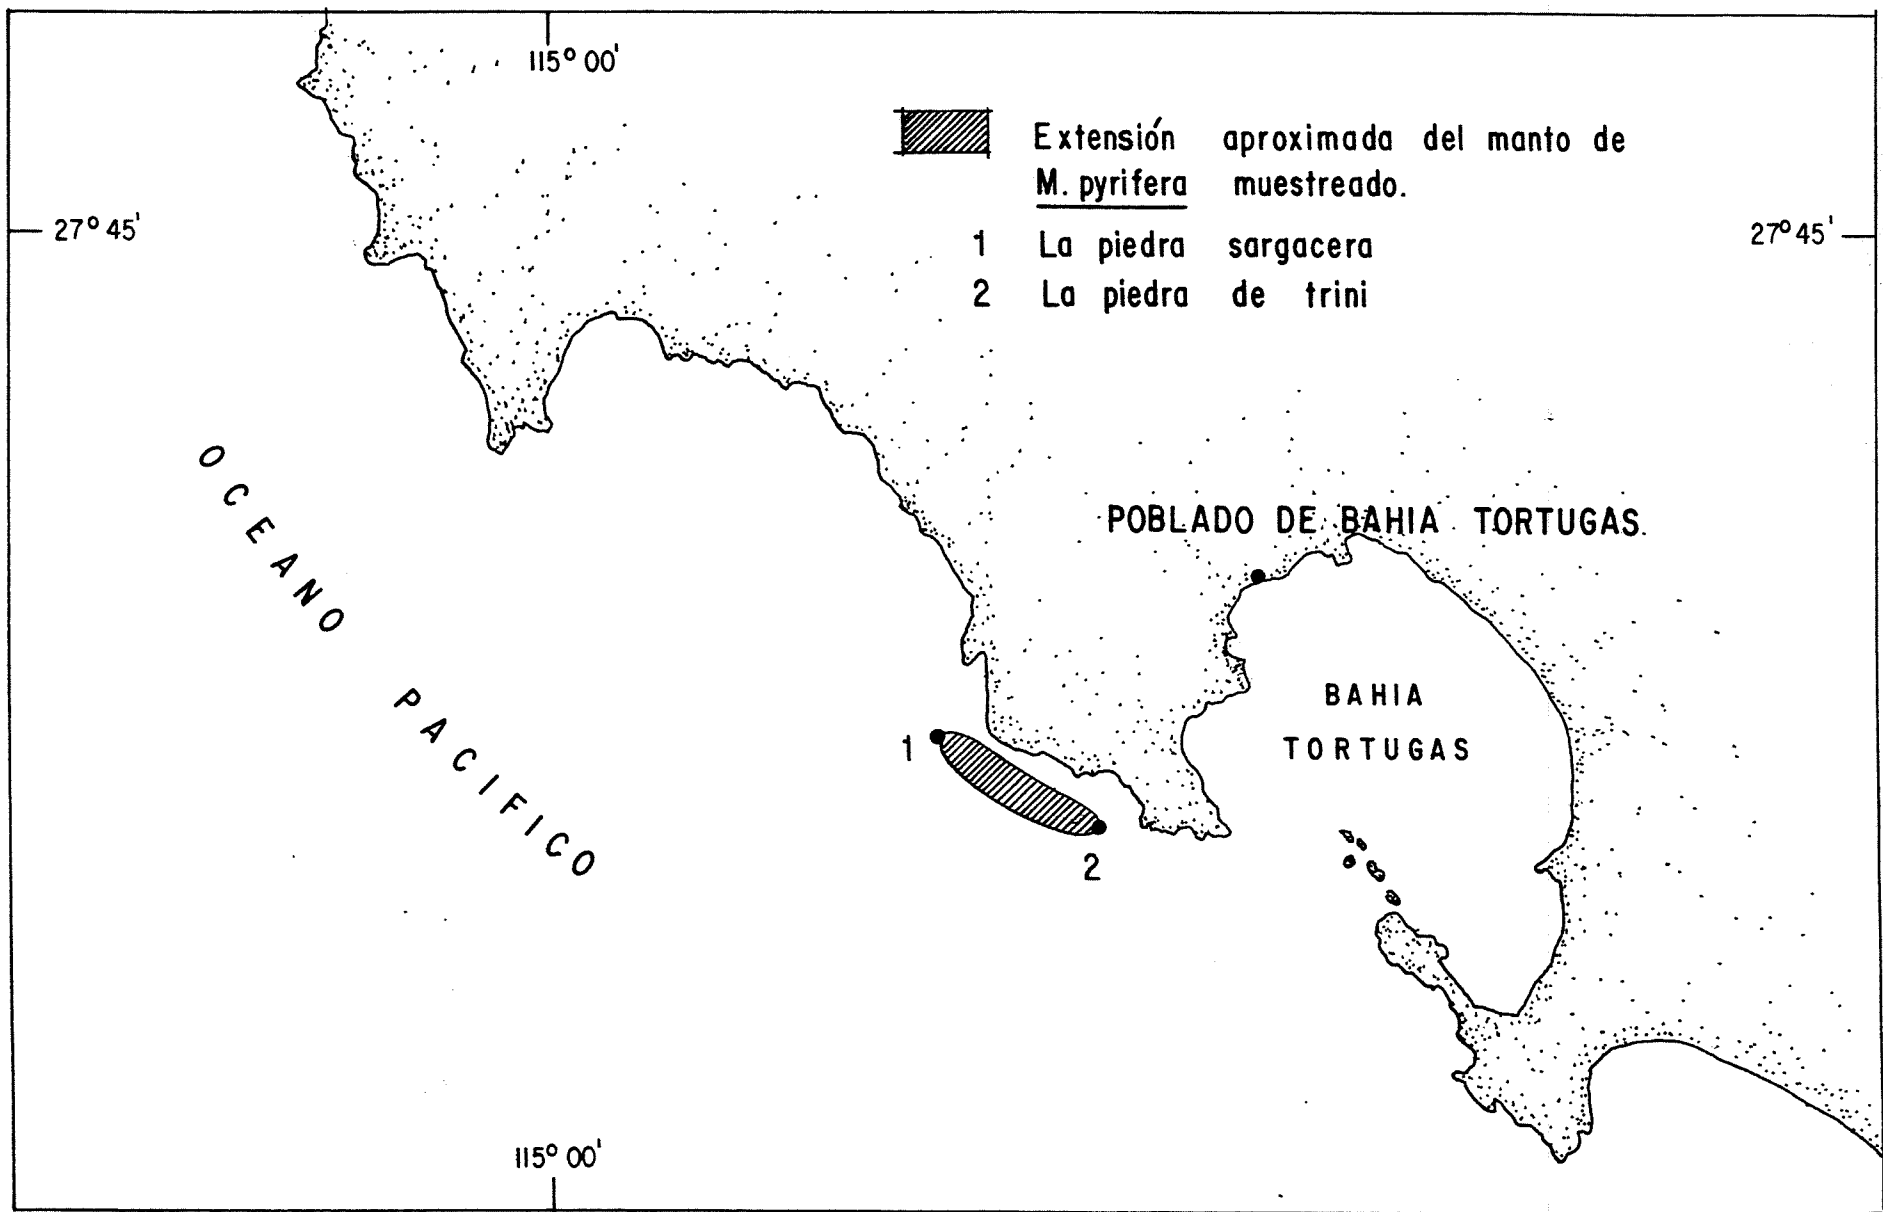 115° 00'
Extensión aproximada del manto de
M. pyrifera muestreado.
27° 45'
27° 45'
1 La piedra sargacera
2 La piedra de trini
OCEANO PACIFICO
POBLADO DE BAHIA TORTUGAS.
BAHIA
TORTUGAS
1
2
115° 00'